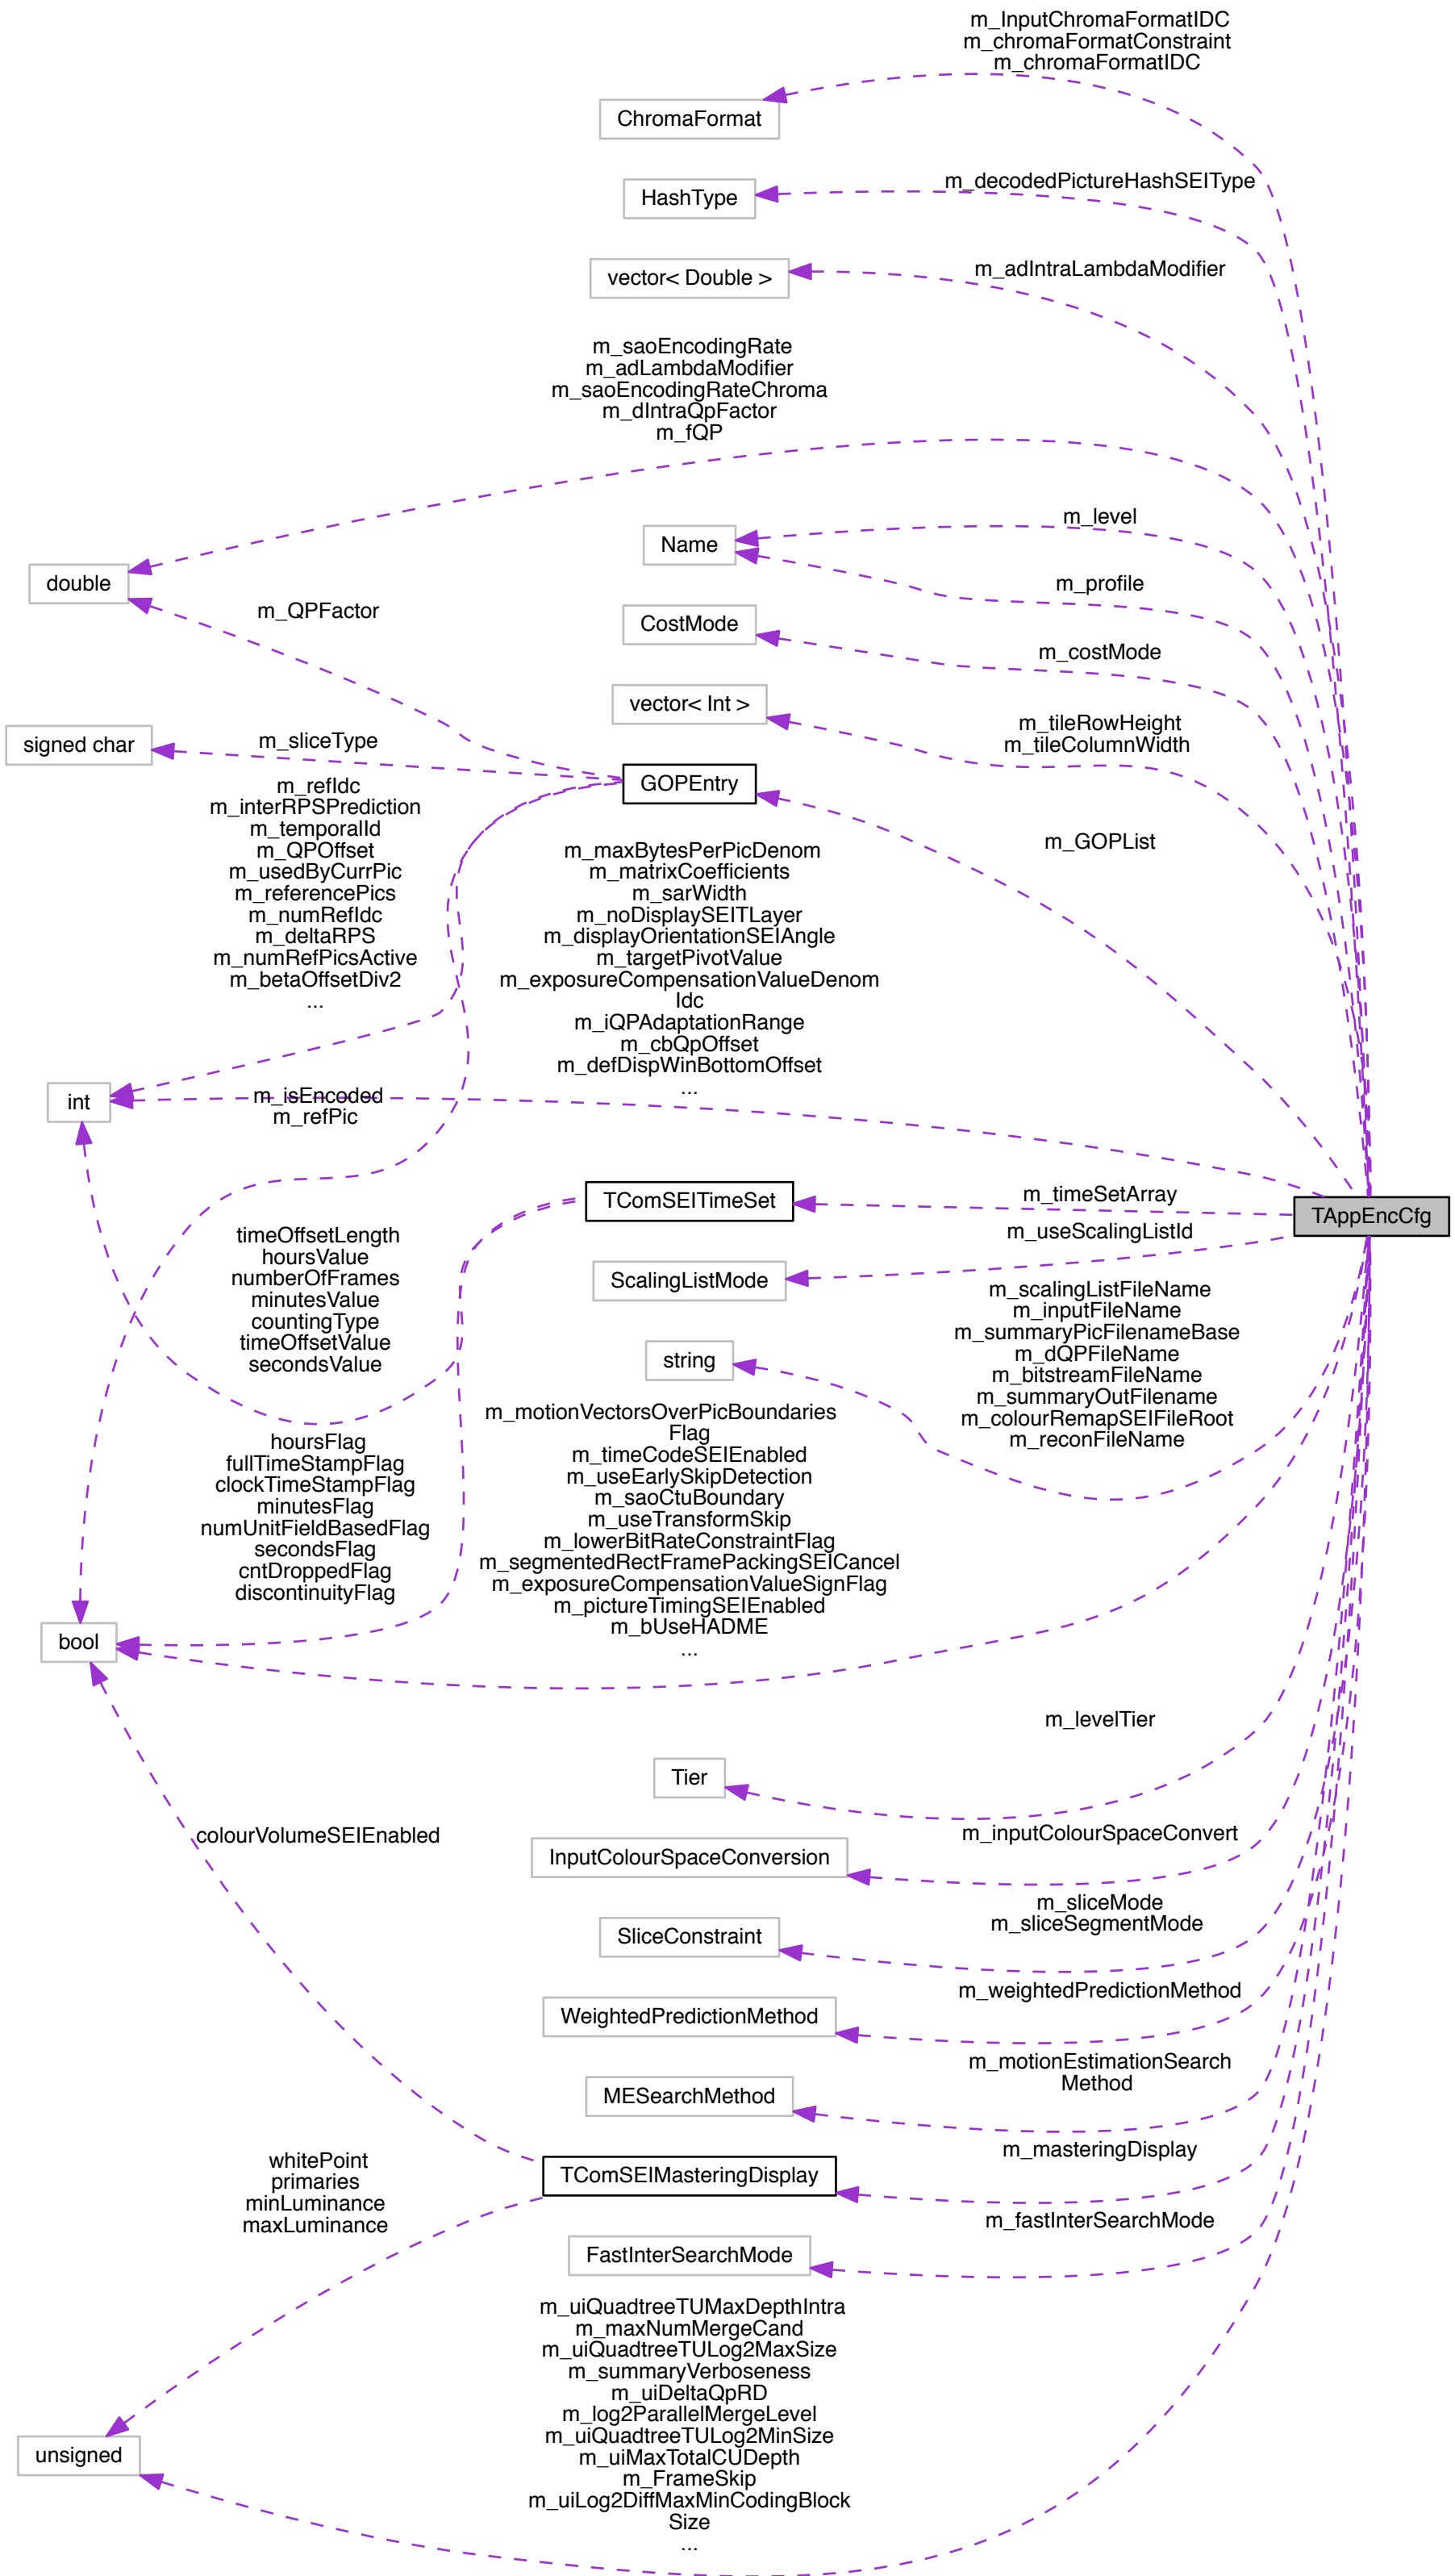 m_InputChromaFormatIDC
m_chromaFormatConstraint
m_chromaFormatIDC
ChromaFormat
m_decodedPictureHashSEIType
HashType
m_adIntraLambdaModifier
vector< Double >
m_saoEncodingRate
m_adLambdaModifier
m_saoEncodingRateChroma
m_dIntraQpFactor
m_fQP
m_level
Name
double
m_profile
m_QPFactor
CostMode
m_costMode
vector< Int >
m_tileRowHeight
m_tileColumnWidth
signed char
m_sliceType
GOPEntry
m_GOPList
m_refIdc
m_interRPSPrediction
m_temporalId
m_QPOffset
m_usedByCurrPic
m_referencePics
m_numRefIdc
m_deltaRPS
m_numRefPicsActive
m_betaOffsetDiv2
...
m_maxBytesPerPicDenom
m_matrixCoefficients
m_sarWidth
m_noDisplaySEITLayer
m_displayOrientationSEIAngle
m_targetPivotValue
m_exposureCompensationValueDenom
Idc
m_iQPAdaptationRange
m_cbQpOffset
m_defDispWinBottomOffset
...
int
m_isEncoded
m_refPic
TComSEITimeSet
m_timeSetArray
TAppEncCfg
m_useScalingListId
ScalingListMode
timeOffsetLength
hoursValue
numberOfFrames
minutesValue
countingType
timeOffsetValue
secondsValue
string
m_scalingListFileName
m_inputFileName
m_summaryPicFilenameBase
m_dQPFileName
m_bitstreamFileName
m_summaryOutFilename
m_colourRemapSEIFileRoot
m_reconFileName
hoursFlag
fullTimeStampFlag
clockTimeStampFlag
minutesFlag
numUnitFieldBasedFlag
secondsFlag
cntDroppedFlag
discontinuityFlag
m_motionVectorsOverPicBoundaries
Flag
m_timeCodeSEIEnabled
m_useEarlySkipDetection
m_saoCtuBoundary
m_useTransformSkip
m_lowerBitRateConstraintFlag
m_segmentedRectFramePackingSEICancel
m_exposureCompensationValueSignFlag
m_pictureTimingSEIEnabled
m_bUseHADME
...
bool
m_levelTier
Tier
colourVolumeSEIEnabled
m_inputColourSpaceConvert
InputColourSpaceConversion
m_sliceMode
m_sliceSegmentMode
SliceConstraint
m_weightedPredictionMethod
WeightedPredictionMethod
m_motionEstimationSearch
Method
MESearchMethod
m_masteringDisplay
TComSEIMasteringDisplay
whitePoint
primaries
minLuminance
maxLuminance
m_fastInterSearchMode
FastInterSearchMode
m_uiQuadtreeTUMaxDepthIntra
m_maxNumMergeCand
m_uiQuadtreeTULog2MaxSize
m_summaryVerboseness
m_uiDeltaQpRD
m_log2ParallelMergeLevel
m_uiQuadtreeTULog2MinSize
m_uiMaxTotalCUDepth
m_FrameSkip
m_uiLog2DiffMaxMinCodingBlock
Size
...
unsigned